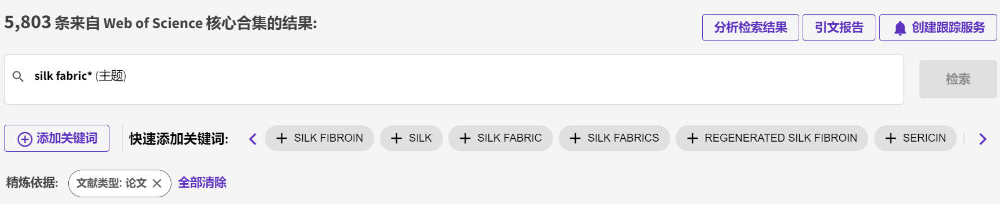 5,803 条来自 Web of Science 核心合集的结果:
分析检索结果 引文报告 创建跟踪服务
silk fabric* (主题)
检索
添加关键词 快速添加关键词: SILK FIBROIN SILK SILK FABRIC SILK FABRICS REGENERATED SILK FIBROIN SERICIN
精炼依据: 文献类型: 论文 全部清除